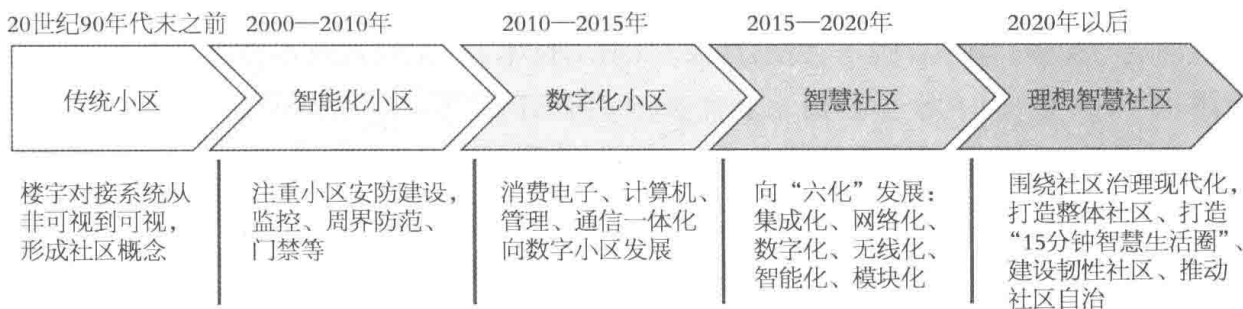 20世纪90年代末之前
2000—2010年
2010—2015年
2015—2020年
2020年以后
传统小区
智能化小区
数字化小区
智慧社区
理想智慧社区
楼宇对接系统从
非可视到可视，
形成社区概念
注重小区安防建设，
监控、周界防范、
门禁等
消费电子、计算机、
管理、通信一体化
向数字小区发展
向“六化”发展：
集成化、网络化、
数字化、无线化、
智能化、模块化
围绕社区治理现代化，
打造整体社区、打造
“15分钟智慧生活圈”、
建设韧性社区、推动
社区自治